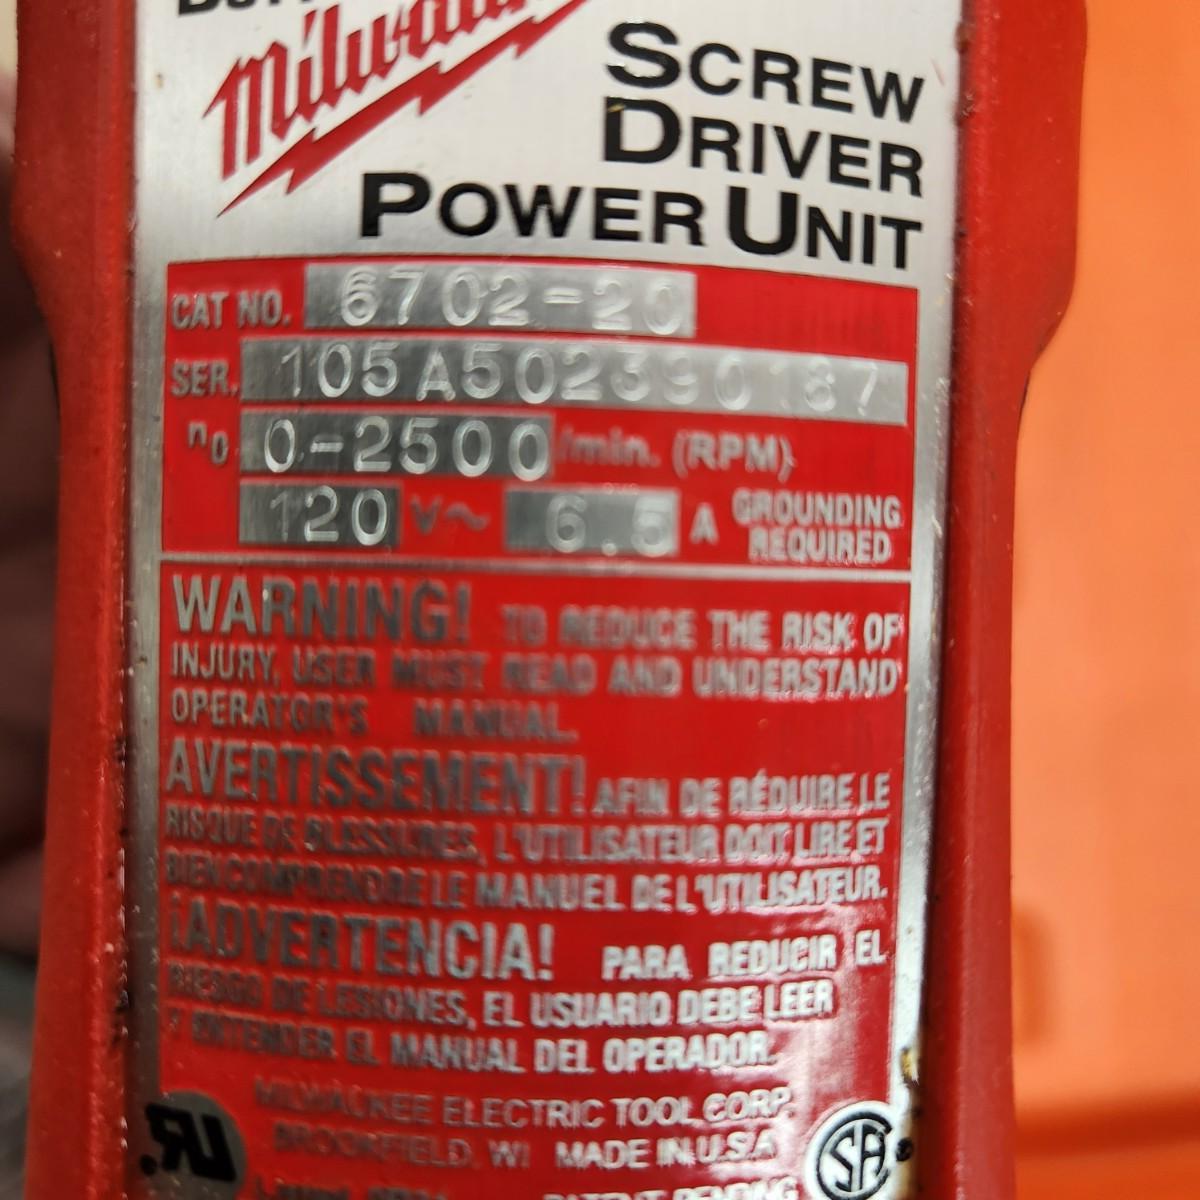 Milwau
SCREW
DRIVER
POWER UNIT
CAT NO. 6702-20
SER. 105A502390187
n0 0-2500/min. (RPM)
120 V~ 6.5 A GROUNDING
REQUIRED
WARNING! TO REDUCE THE RISK OF
INJURY, USER MUST READ AND UNDERSTAND
OPERATOR'S MANUAL.
AVERTISSEMENT! AFIN DE RÉDUIRE LE
RISQUE DE BLESSURES, L'UTILISATEUR DOIT LIRE ET
BIEN COMPRENDRE LE MANUEL DE L'UTILISATEUR.
¡ADVERTENCIA! PARA REDUCIR EL
RIESGO DE LESIONES, EL USUARIO DEBE LEER
Y ENTENDER EL MANUAL DEL OPERADOR.
MILWAUKEE ELECTRIC TOOL CORP.
BROOKFIELD, WI MADE IN U.S.A
PATENT PENDING